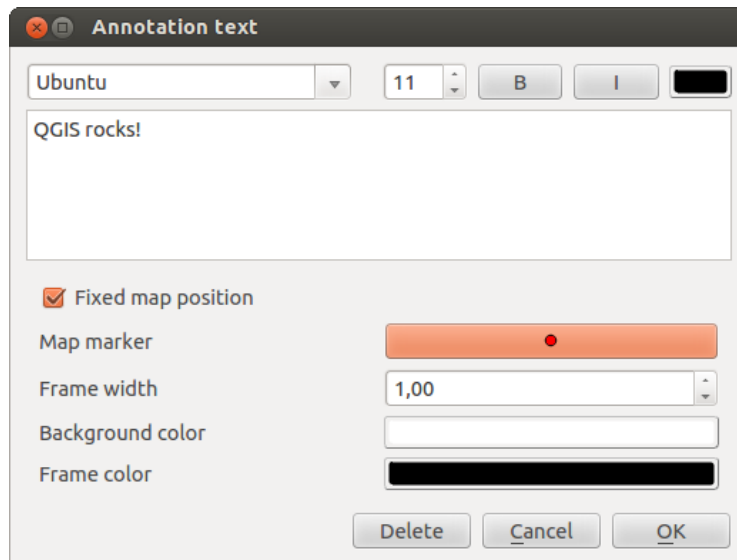 Annotation text
Ubuntu 11 B I
QGIS rocks!
Fixed map position
Map marker
Frame width 1,00
Background color
Frame color
Delete Cancel OK